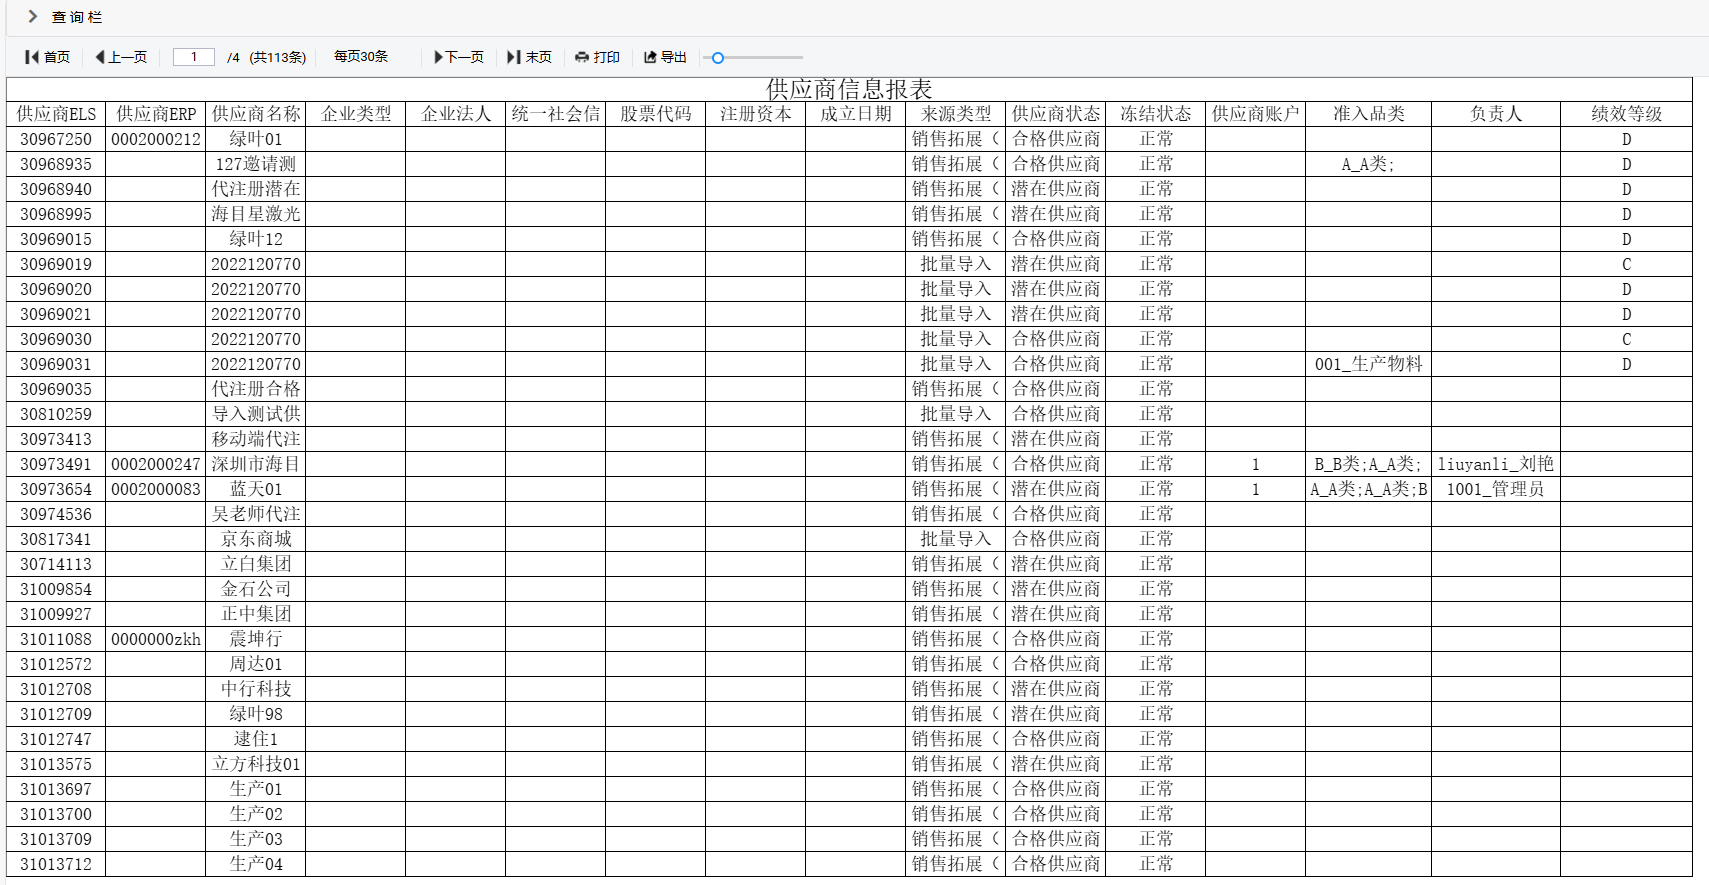 查询栏
首页 上一页 1 /4 (共113条) 每页30条 下一页 末页 打印 导出
供应商信息报表
供应商ELS 供应商ERP 供应商名称 企业类型 企业法人 统一社会信 股票代码 注册资本 成立日期 来源类型 供应商状态 冻结状态 供应商账户 准入品类 负责人 绩效等级
30967250 0002000212 绿叶01 销售拓展（ 合格供应商 正常 D
30968935 127邀请测 销售拓展（ 合格供应商 正常 A_A类; D
30968940 代注册潜在 销售拓展（ 潜在供应商 正常 D
30968995 海目星激光 销售拓展（ 潜在供应商 正常 D
30969015 绿叶12 销售拓展（ 合格供应商 正常 D
30969019 2022120770 批量导入 潜在供应商 正常 C
30969020 2022120770 批量导入 潜在供应商 正常 D
30969021 2022120770 批量导入 潜在供应商 正常 D
30969030 2022120770 批量导入 合格供应商 正常 C
30969031 2022120770 批量导入 合格供应商 正常 001_生产物料 D
30969035 代注册合格 销售拓展（ 合格供应商 正常
30810259 导入测试供 批量导入 合格供应商 正常
30973413 移动端代注 销售拓展（ 潜在供应商 正常
30973491 0002000247 深圳市海目 销售拓展（ 合格供应商 正常 1 B_B类;A_A类; liuyanli_刘艳
30973654 0002000083 蓝天01 销售拓展（ 合格供应商 正常 1 A_A类;A_A类;B 1001_管理员
30974536 吴老师代注 销售拓展（ 合格供应商 正常
30817341 京东商城 批量导入 合格供应商 正常
30714113 立白集团 销售拓展（ 潜在供应商 正常
31009854 金石公司 销售拓展（ 潜在供应商 正常
31009927 正中集团 销售拓展（ 潜在供应商 正常
31011088 0000000zkh 震坤行 销售拓展（ 合格供应商 正常
31012572 周达01 销售拓展（ 合格供应商 正常
31012708 中行科技 销售拓展（ 潜在供应商 正常
31012709 绿叶98 销售拓展（ 潜在供应商 正常
31012747 逮住1 销售拓展（ 合格供应商 正常
31013575 立方科技01 销售拓展（ 潜在供应商 正常
31013697 生产01 销售拓展（ 合格供应商 正常
31013700 生产02 销售拓展（ 合格供应商 正常
31013709 生产03 销售拓展（ 合格供应商 正常
31013712 生产04 销售拓展（ 合格供应商 正常